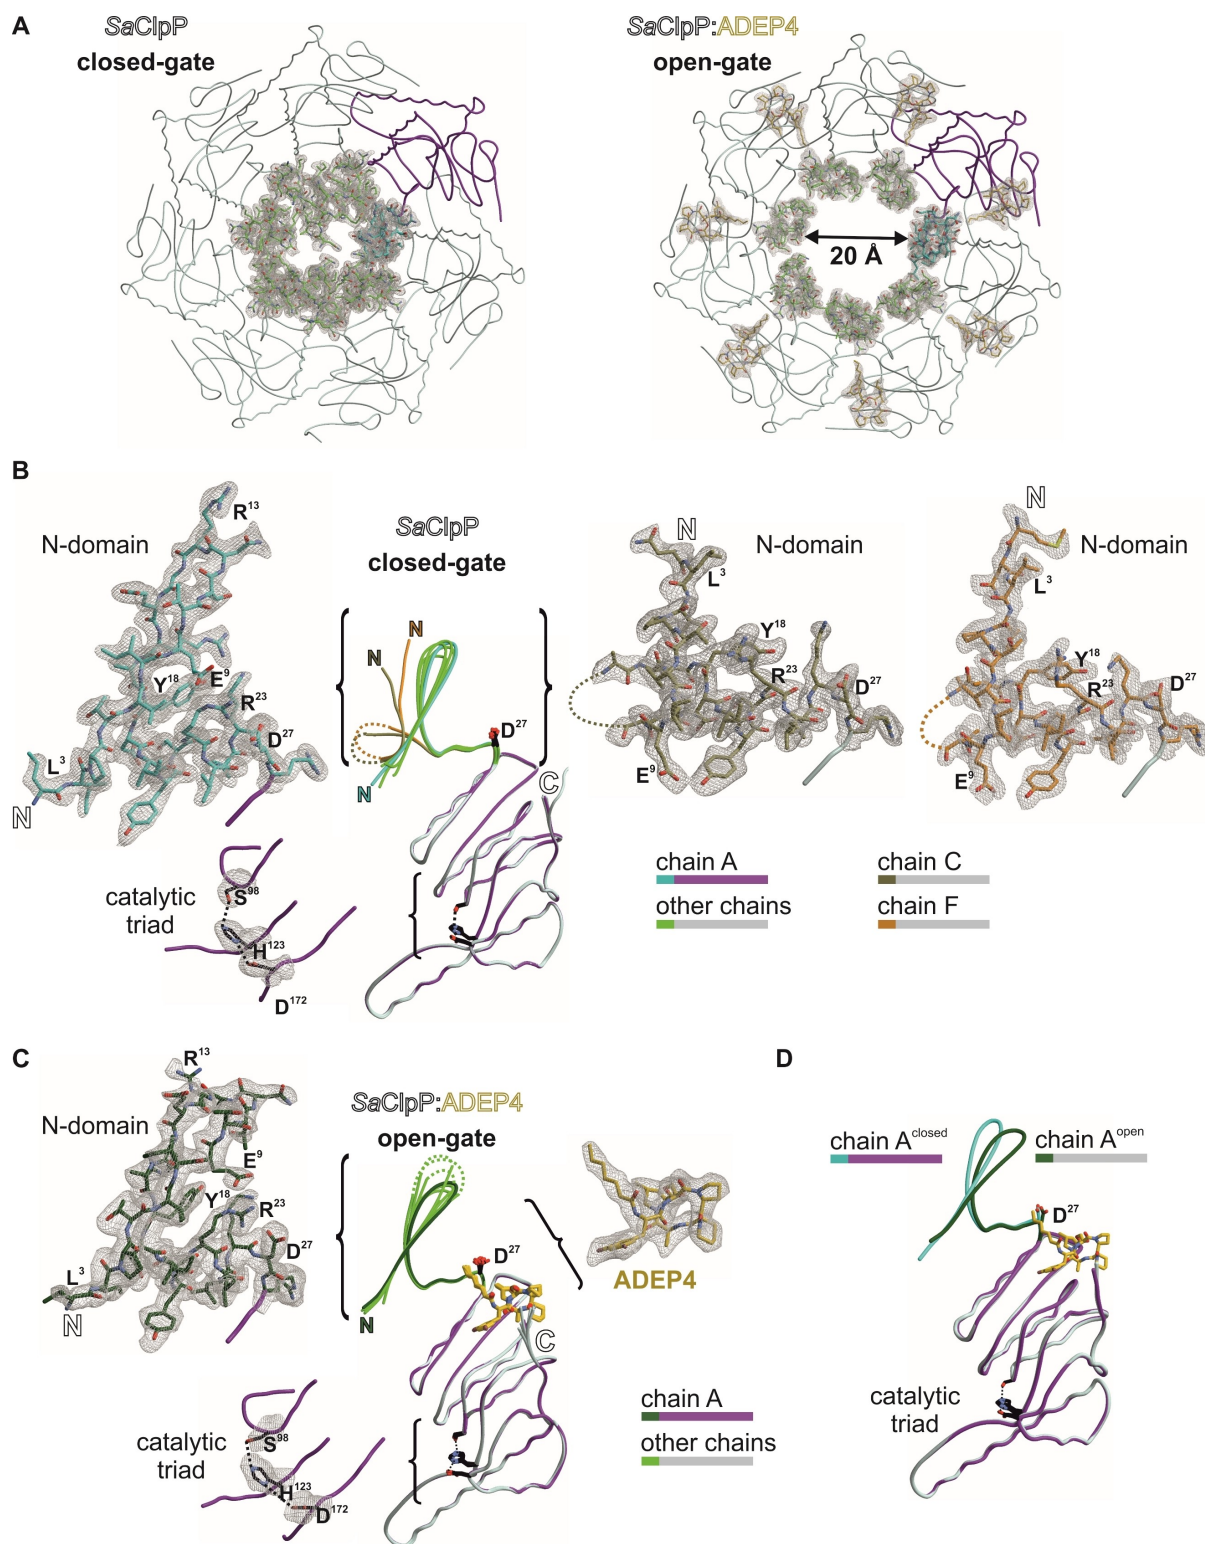 A
SaClpP
closed-gate
SaClpP:ADEP4
open-gate
20 Å
B
N-domain
R13
Y18
E9
R23
D27
L3
N
SaClpP
closed-gate
N
N
N
D27
C
N
N-domain
L3
Y18
R23
D27
E9
N
N-domain
L3
Y18
R23
D27
E9
catalytic
triad
S98
H123
D172
chain A
other chains
chain C
chain F
C
N-domain
R13
E9
Y18
R23
D27
L3
N
SaClpP:ADEP4
open-gate
D27
N
C
ADEP4
catalytic
triad
S98
H123
D172
chain A
other chains
D
chain Aclosed
chain Aopen
D27
catalytic
triad